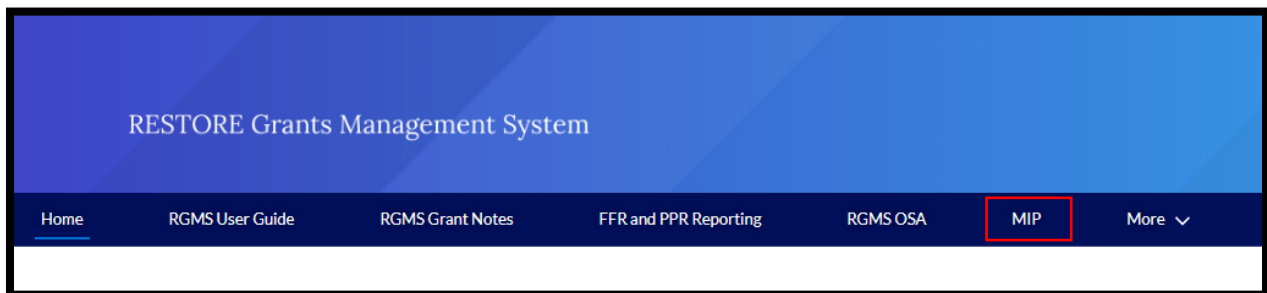 RESTORE Grants Management System
Home RGMS User Guide RGMS Grant Notes FFR and PPR Reporting RGMS OSA MIP More